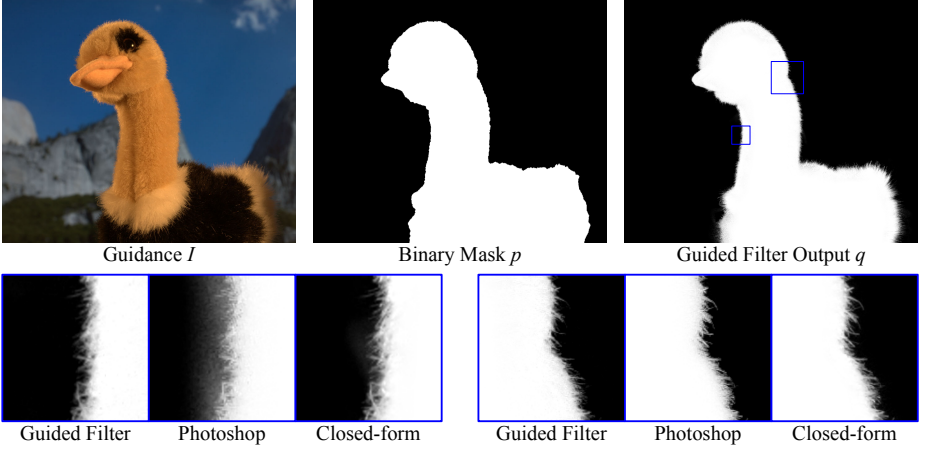 Guidance I
Binary Mask p
Guided Filter Output q
Guided Filter
Photoshop
Closed-form
Guided Filter
Photoshop
Closed-form